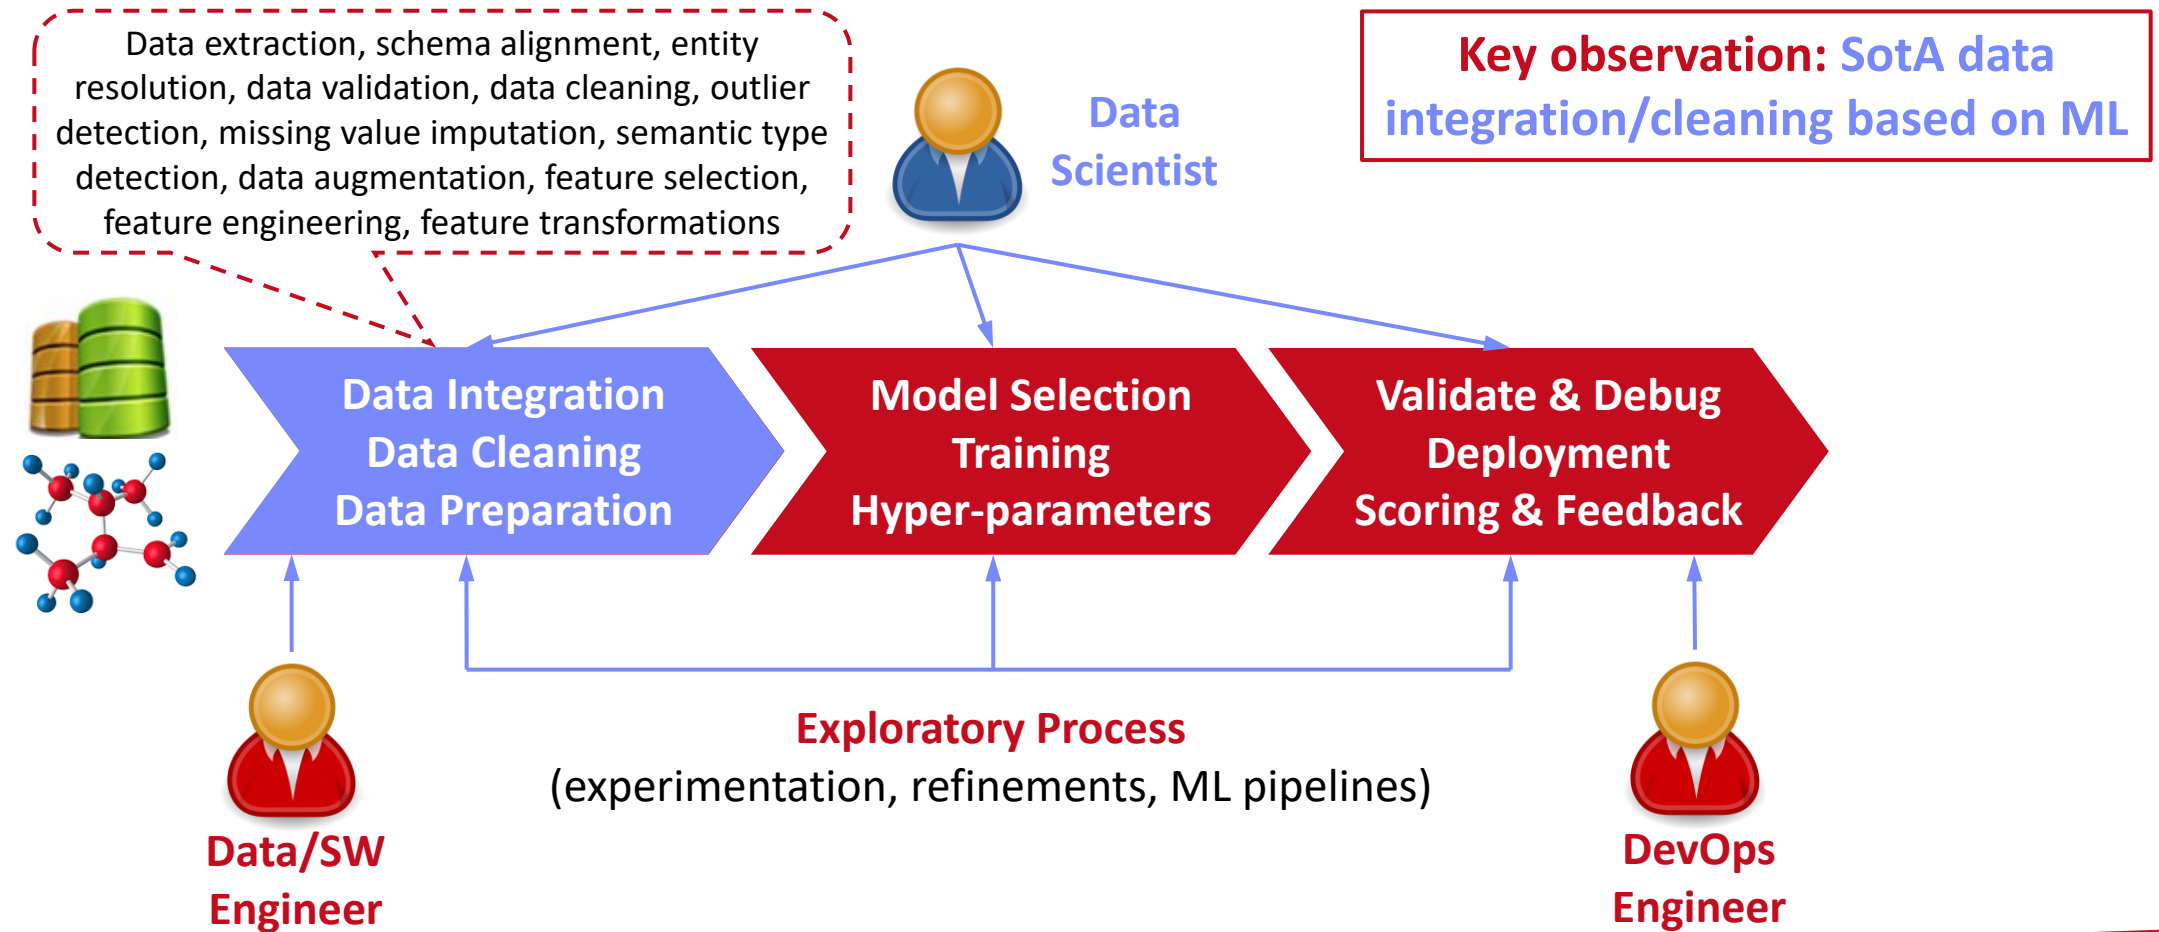 Data extraction, schema alignment, entity
resolution, data validation, data cleaning, outlier
detection, missing value imputation, semantic type
detection, data augmentation, feature selection,
feature engineering, feature transformations
Data
Scientist
Key observation: SotA data
integration/cleaning based on ML
Data Integration
Data Cleaning
Data Preparation
Model Selection
Training
Hyper-parameters
Validate & Debug
Deployment
Scoring & Feedback
Exploratory Process
(experimentation, refinements, ML pipelines)
Data/SW
Engineer
DevOps
Engineer